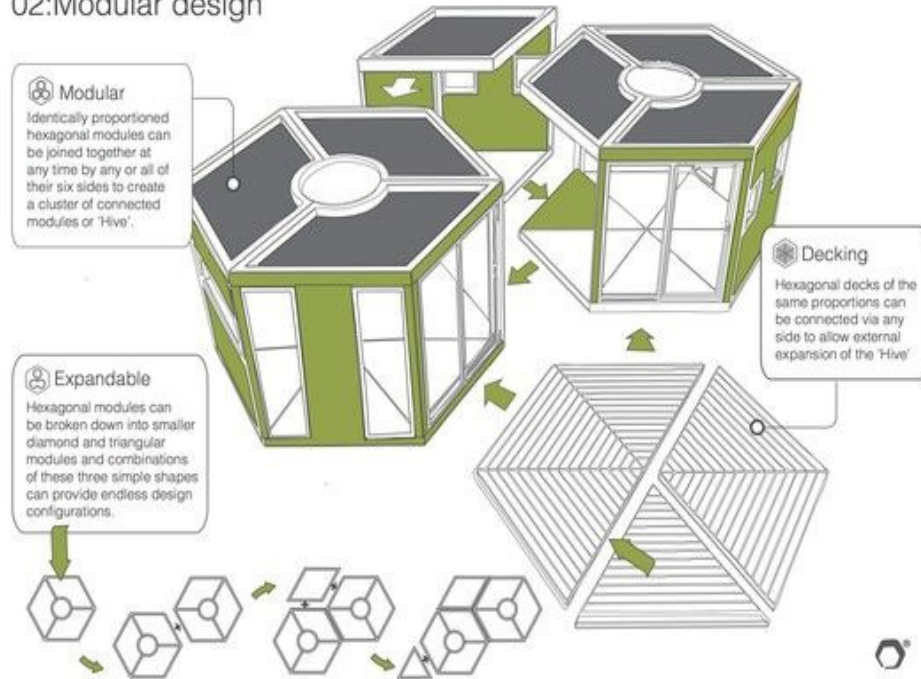 02:Modular design
Modular
Identically proportioned
hexagonal modules can
be joined together at
any time by any or all of
their six sides to create
a cluster of connected
modules or 'Hive'.
Decking
Hexagonal decks of the
same proportions can
be connected via any
side to allow external
expansion of the 'Hive'
Expandable
Hexagonal modules can
be broken down into smaller
diamond and triangular
modules and combinations
of these three simple shapes
can provide endless design
configurations.